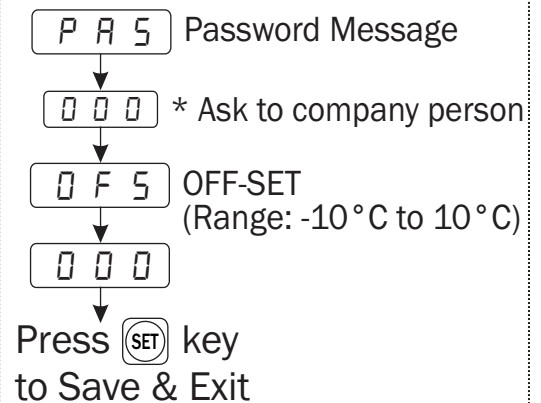 PAS Password Message
000 * Ask to company person
OFS OFF-SET
(Range: -10°C to 10°C)
000
Press SET key
to Save & Exit